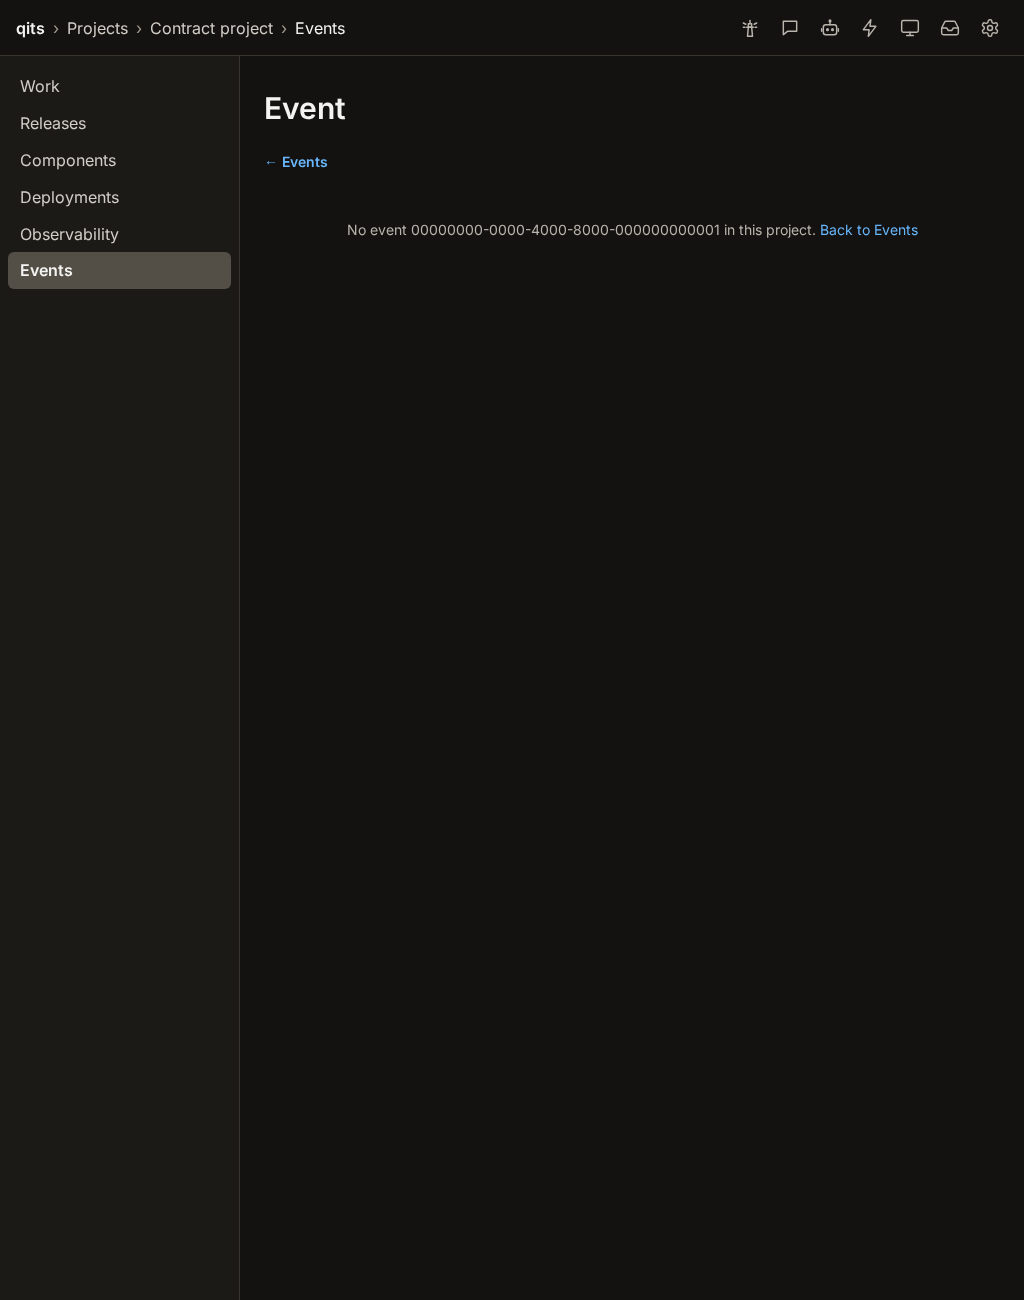 qits › Projects › Contract project › Events
Work
Releases
Components
Deployments
Observability
Events
Event
← Events
No event 00000000-0000-4000-8000-000000000001 in this project. Back to Events